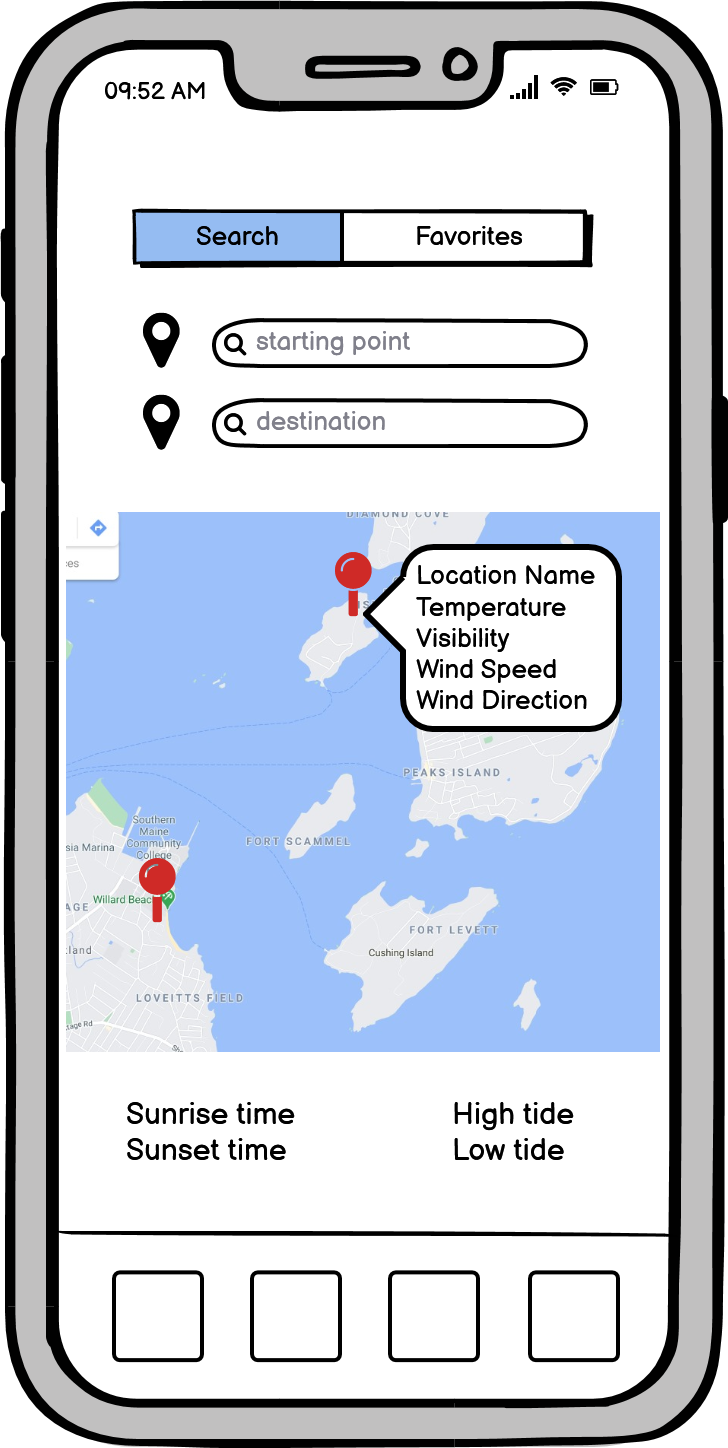 09:52 AM
Search
Favorites
starting point
destination
DIAMOND COVE
Location Name
Temperature
Visibility
Wind Speed
Wind Direction
PEAKS ISLAND
Southern
Maine
Community
College
FORT SCAMMEL
sia Marina
Willard Beac
AGE
FORT LEVETT
Cushing Island
land
LOVEITTS FIELD
tage Rd
Sunrise time
High tide
Sunset time
Low tide